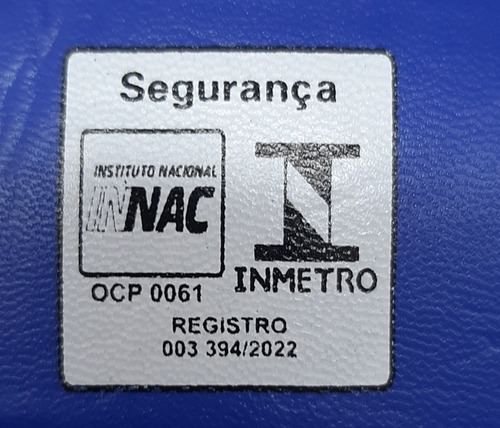 Segurança
INSTITUTO NACIONAL
INNAC
OCP 0061
INMETRO
REGISTRO
003 394/2022